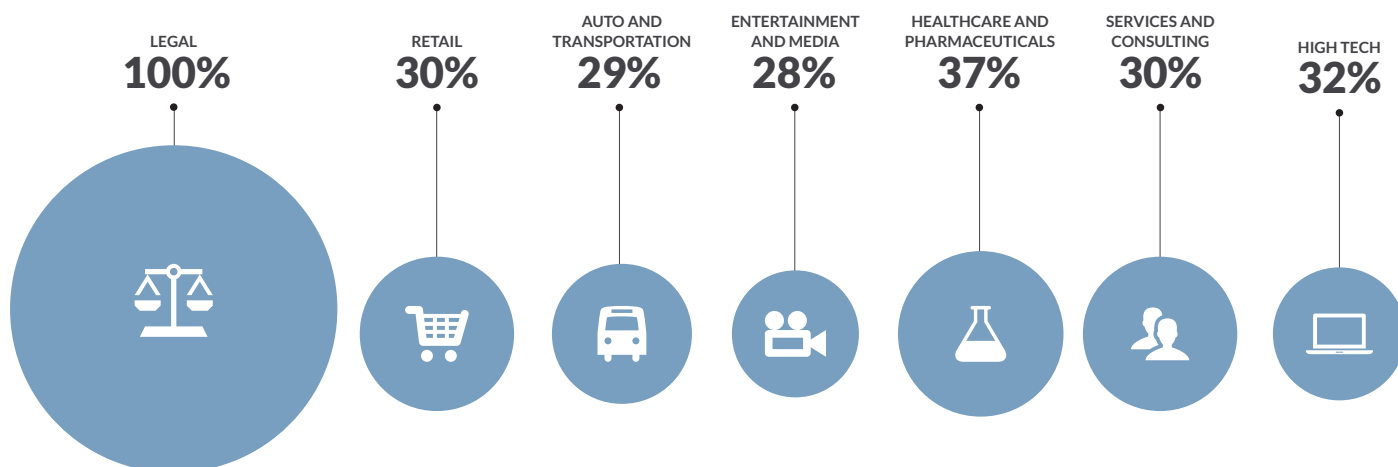 LEGAL
100%
RETAIL
30%
AUTO AND
TRANSPORTATION
29%
ENTERTAINMENT
AND MEDIA
28%
HEALTHCARE AND
PHARMACEUTICALS
37%
SERVICES AND
CONSULTING
30%
HIGH TECH
32%